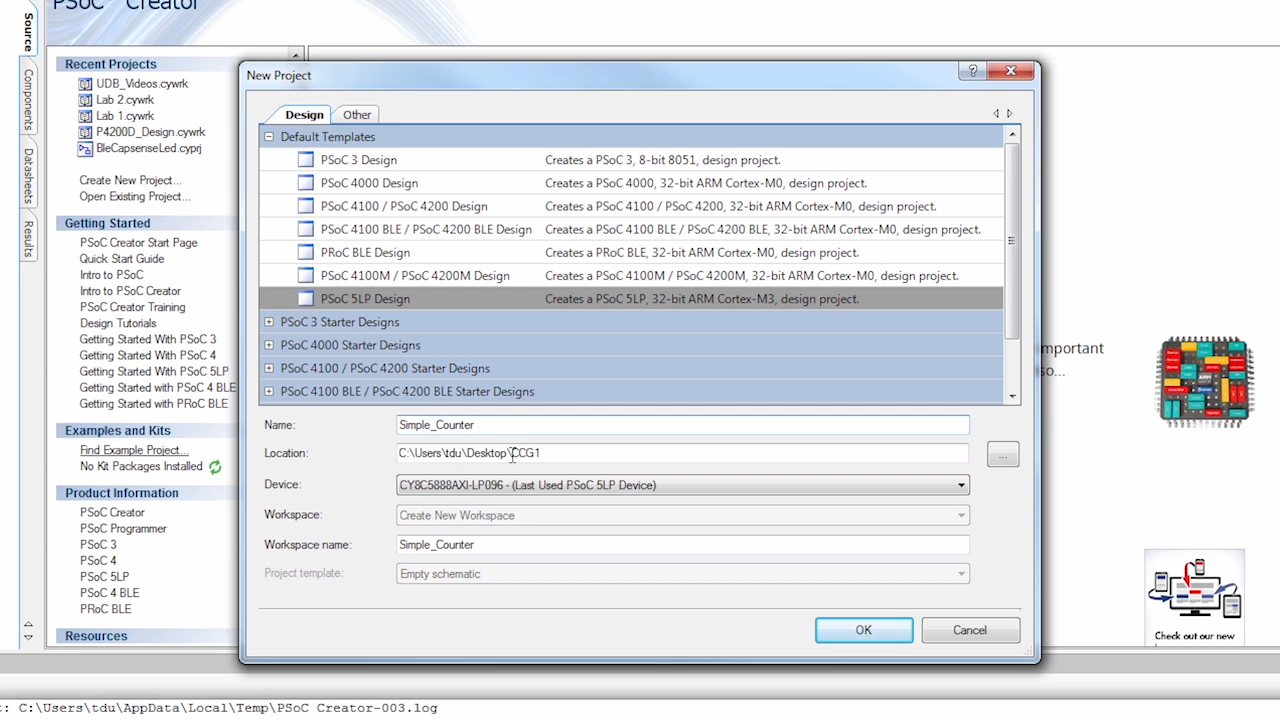 PSoC Creator
Source
Components
Datasheets
Results
Recent Projects
UDB_Videos.cywrk
Lab 2.cywrk
Lab 1.cywrk
P4200D_Design.cywrk
BleCapsenseLed.cyprj
Create New Project...
Open Existing Project...
Getting Started
PSoC Creator Start Page
Quick Start Guide
Intro to PSoC
Intro to PSoC Creator
PSoC Creator Training
Design Tutorials
Getting Started With PSoC 3
Getting Started With PSoC 4
Getting Started With PSoC 5LP
Getting Started with PSoC 4 BLE
Getting Started with PRoC BLE
Examples and Kits
Find Example Project...
No Kit Packages Installed
Product Information
PSoC Creator
PSoC Programmer
PSoC 3
PSoC 4
PSoC 5LP
PSoC 4 BLE
PRoC BLE
Resources
New Project
Design Other
Default Templates
PSoC 3 Design Creates a PSoC 3, 8-bit 8051, design project.
PSoC 4000 Design Creates a PSoC 4000, 32-bit ARM Cortex-M0, design project.
PSoC 4100 / PSoC 4200 Design Creates a PSoC 4100 / PSoC 4200, 32-bit ARM Cortex-M0, design project.
PSoC 4100 BLE / PSoC 4200 BLE Design Creates a PSoC 4100 BLE / PSoC 4200 BLE, 32-bit ARM Cortex-M0, design project.
PRoC BLE Design Creates a PRoC BLE, 32-bit ARM Cortex-M0, design project.
PSoC 4100M / PSoC 4200M Design Creates a PSoC 4100M / PSoC 4200M, 32-bit ARM Cortex-M0, design project.
PSoC 5LP Design Creates a PSoC 5LP, 32-bit ARM Cortex-M3, design project.
PSoC 3 Starter Designs
PSoC 4000 Starter Designs
PSoC 4100 / PSoC 4200 Starter Designs
PSoC 4100 BLE / PSoC 4200 BLE Starter Designs
Name: Simple_Counter
Location: C:\Users\tdu\Desktop\CCG1 ...
Device: CY8C5888AXI-LP096 - (Last Used PSoC 5LP Device)
Workspace: Create New Workspace
Workspace name: Simple_Counter
Project template: Empty schematic
OK Cancel
mportant
so...
ARM
Check out our new
t: C:\Users\tdu\AppData\Local\Temp\PSoC Creator-003.log